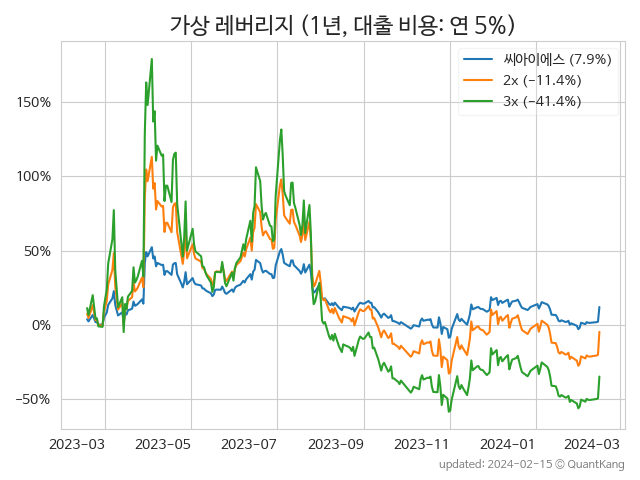 가상 레버리지 (1년, 대출 비용: 연 5%)
씨아이에스 (7.9%)
2x (−11.4%)
3x (−41.4%)
150%
100%
50%
0%
−50%
2023-03 2023-05 2023-07 2023-09 2023-11 2024-01 2024-03
updated: 2024-02-15 © QuantKang